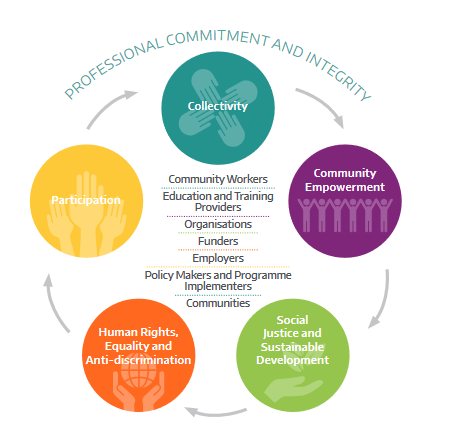 PROFESSIONAL COMMITMENT AND INTEGRITY
Collectivity
Community
Empowerment
Social
Justice and
Sustainable
Development
Human Rights,
Equality and
Anti-discrimination
Participation
Community Workers
Education and Training
Providers
Organisations
Funders
Employers
Policy Makers and Programme
Implementers
Communities